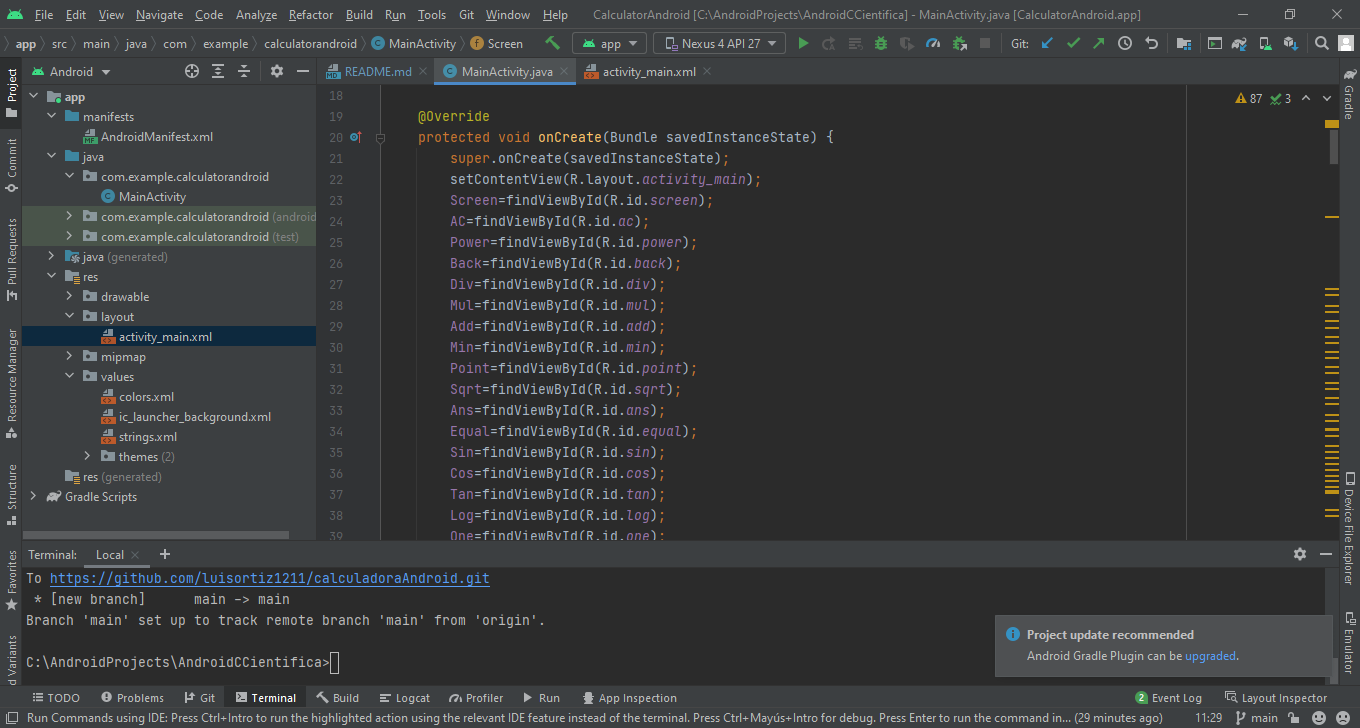 File Edit View Navigate Code Analyze Refactor Build Run Tools Git Window Help CalculatorAndroid [C:\AndroidProjects\AndroidCCientifica] - MainActivity.java [CalculatorAndroid.app]
app src main java com example calculatorandroid MainActivity Screen app Nexus 4 API 27 Git:
Android README.md MainActivity.java activity_main.xml
Project
Commit
Pull Requests
Resource Manager
Structure
Favorites
d Variants
app
manifests
AndroidManifest.xml
java
com.example.calculatorandroid
MainActivity
com.example.calculatorandroid (android
com.example.calculatorandroid (test)
java (generated)
res
drawable
layout
activity_main.xml
mipmap
values
colors.xml
ic_launcher_background.xml
strings.xml
themes (2)
res (generated)
Gradle Scripts
87 3
18
19 @Override
20 protected void onCreate(Bundle savedInstanceState) {
21 super.onCreate(savedInstanceState);
22 setContentView(R.layout.activity_main);
23 Screen=findViewById(R.id.screen);
24 AC=findViewById(R.id.ac);
25 Power=findViewById(R.id.power);
26 Back=findViewById(R.id.back);
27 Div=findViewById(R.id.div);
28 Mul=findViewById(R.id.mul);
29 Add=findViewById(R.id.add);
30 Min=findViewById(R.id.min);
31 Point=findViewById(R.id.point);
32 Sqrt=findViewById(R.id.sqrt);
33 Ans=findViewById(R.id.ans);
34 Equal=findViewById(R.id.equal);
35 Sin=findViewById(R.id.sin);
36 Cos=findViewById(R.id.cos);
37 Tan=findViewById(R.id.tan);
38 Log=findViewById(R.id.log);
39 One=findViewById(R.id.one);
Gradle
Device File Explorer
Emulator
Terminal: Local
To https://github.com/luisortiz1211/calculadoraAndroid.git
* [new branch] main -> main
Branch 'main' set up to track remote branch 'main' from 'origin'.
C:\AndroidProjects\AndroidCCientifica>
Project update recommended
Android Gradle Plugin can be upgraded.
TODO Problems Git Terminal Build Logcat Profiler Run App Inspection 2 Event Log Layout Inspector
Run Commands using IDE: Press Ctrl+Intro to run the highlighted action using the relevant IDE feature instead of the terminal. Press Ctrl+Mayús+Intro for debug. Press Enter to run the command in... (29 minutes ago) 11:29 main